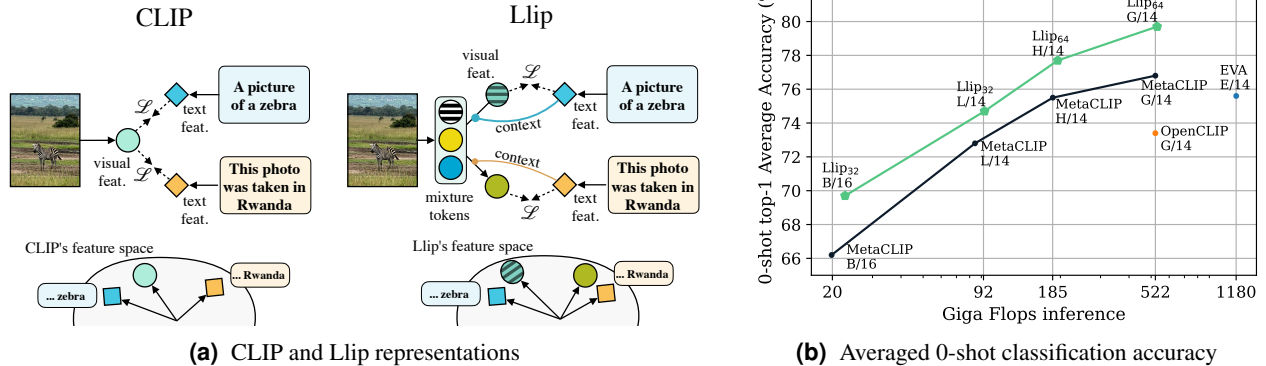 CLIP
A picture
of a zebra
ℒ
text
feat.
visual
feat.
ℒ
This photo
was taken in
Rwanda
text
feat.
CLIP's feature space
... zebra
... Rwanda
Llip
visual
feat.
ℒ
A picture
of a zebra
text
feat.
context
context
This photo
was taken in
Rwanda
mixture
tokens
ℒ
text
feat.
Llip's feature space
... zebra
... Rwanda
(a) CLIP and Llip representations
0-shot top-1 Average Accuracy
80
78
76
74
72
70
68
66
Llip64
G/14
Llip64
H/14
Llip32
L/14
Llip32
B/16
MetaCLIP
G/14
MetaCLIP
H/14
MetaCLIP
L/14
MetaCLIP
B/16
EVA
E/14
OpenCLIP
G/14
20
92
185
522
1180
Giga Flops inference
(b) Averaged 0-shot classification accuracy